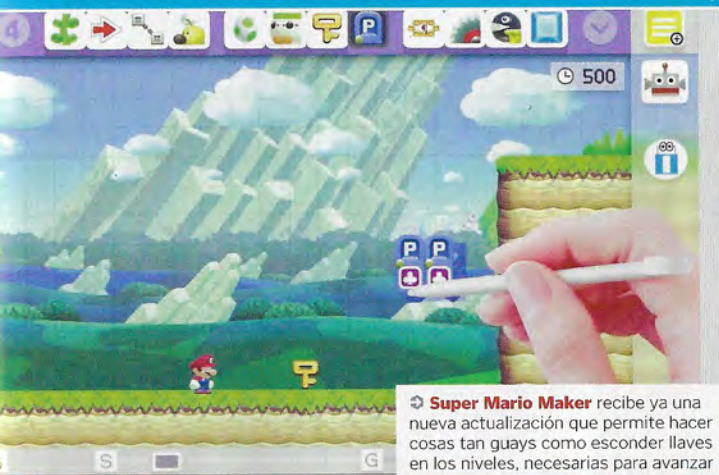 4
P
500
P P
Super Mario Maker recibe ya una
nueva actualización que permite hacer
cosas tan guays como esconder llaves
en los niveles, necesarias para avanzar
S
G